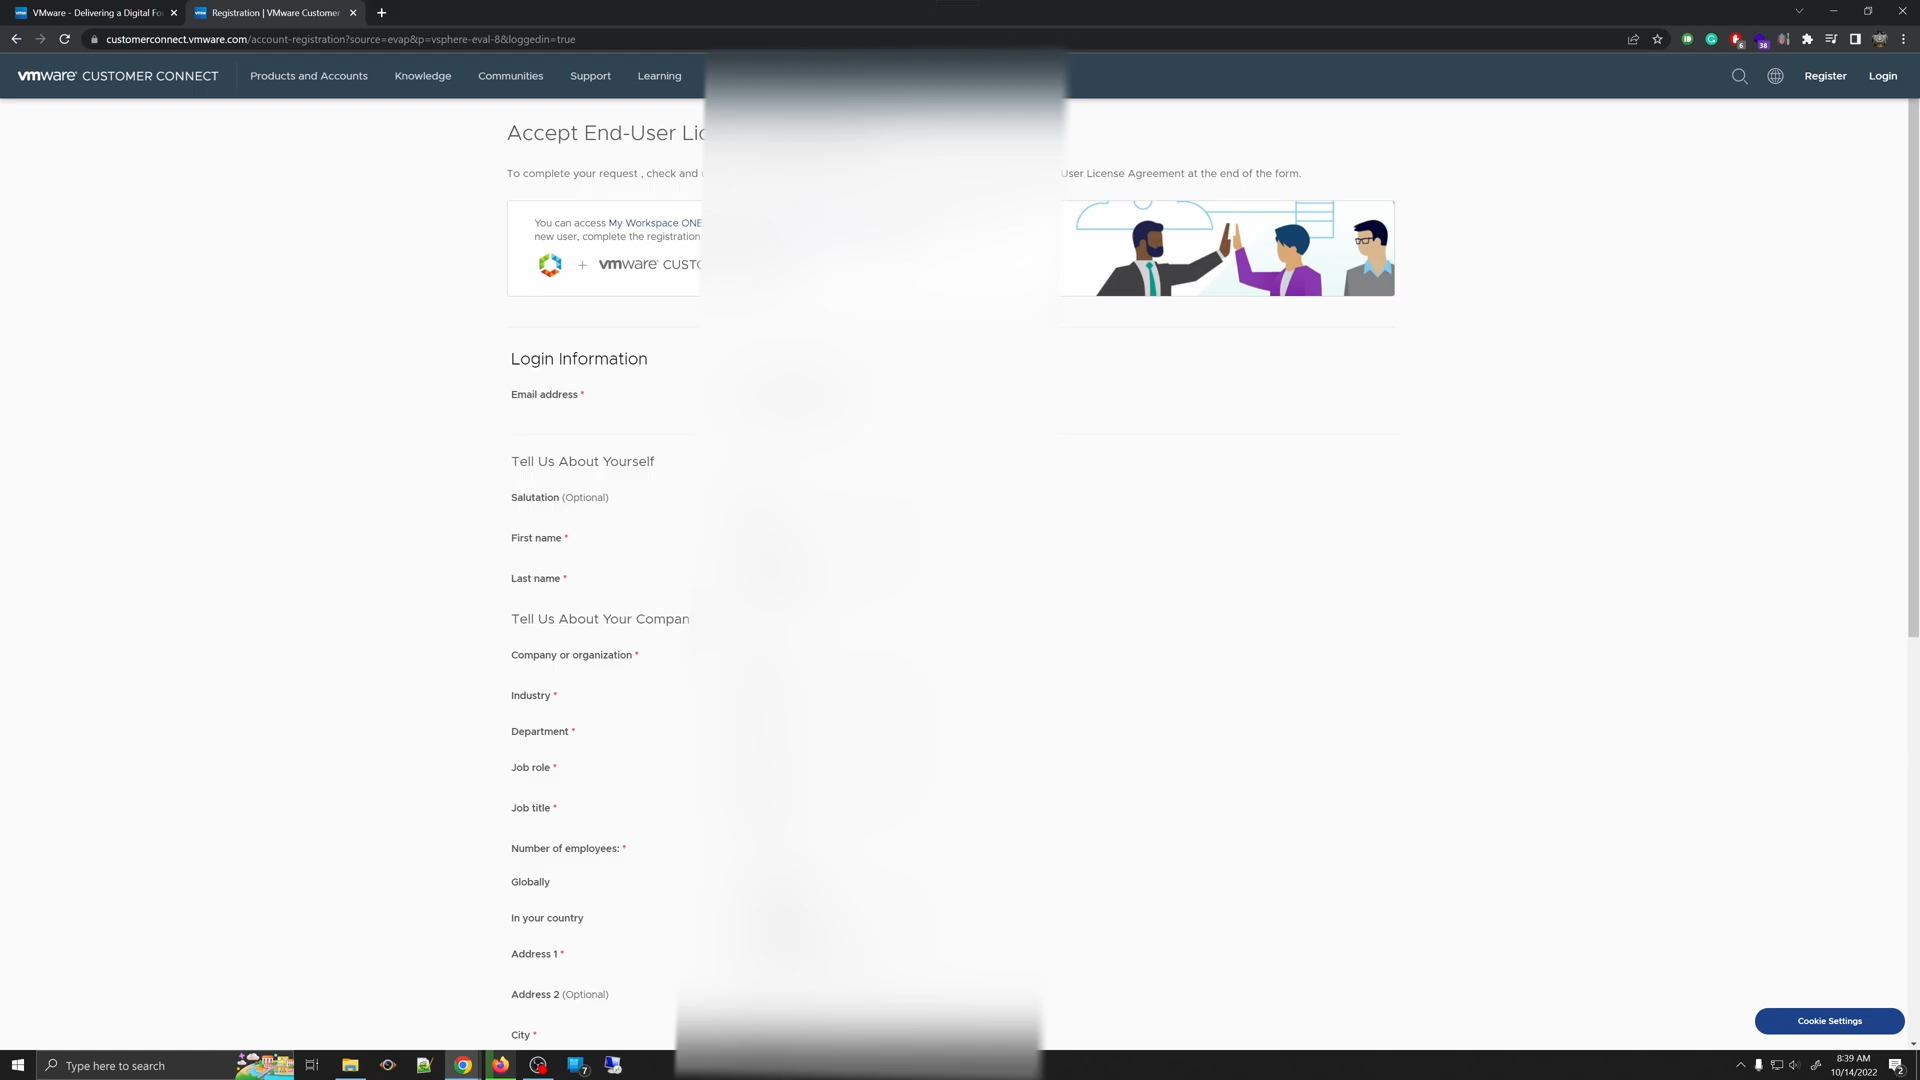 VMware - Delivering a Digital Fo
Registration | VMware Customer
customerconnect.vmware.com/account-registration?source=evap&p=vsphere-eval-8&loggedin=true
6
38
vmware® CUSTOMER CONNECT
Products and Accounts
Knowledge
Communities
Support
Learning
Register
Login
Accept End-User Lic
To complete your request , check and
User License Agreement at the end of the form.
You can access My Workspace ONE
new user, complete the registration
+ vmware® CUSTO
Login Information
Email address *
Tell Us About Yourself
Salutation (Optional)
First name *
Last name *
Tell Us About Your Compan
Company or organization *
Industry *
Department *
Job role *
Job title *
Number of employees: *
Globally
In your country
Address 1 *
Address 2 (Optional)
City *
Cookie Settings
Type here to search
7
8:39 AM
10/14/2022
2